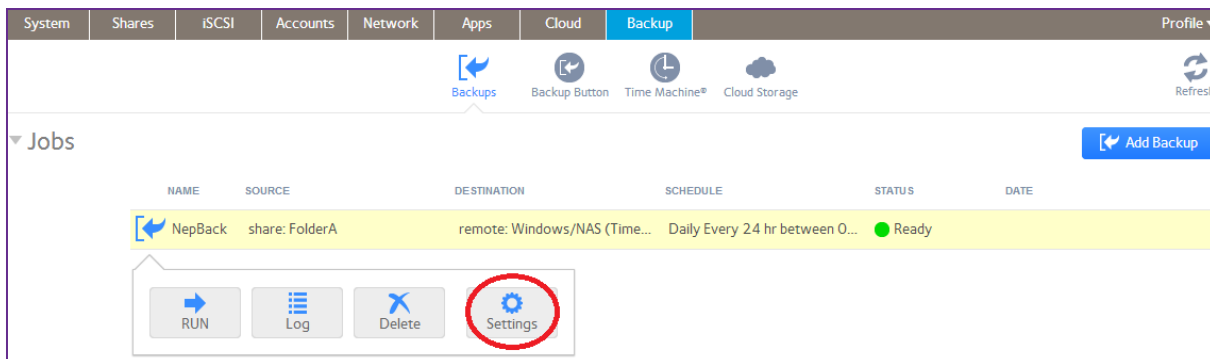 System Shares iSCSI Accounts Network Apps Cloud Backup Profile
Backups Backup Button Time Machine® Cloud Storage Refresh
Jobs Add Backup
NAME SOURCE DESTINATION SCHEDULE STATUS DATE
NepBack share: FolderA remote: Windows/NAS (Time... Daily Every 24 hr between 0... Ready
RUN Log Delete Settings